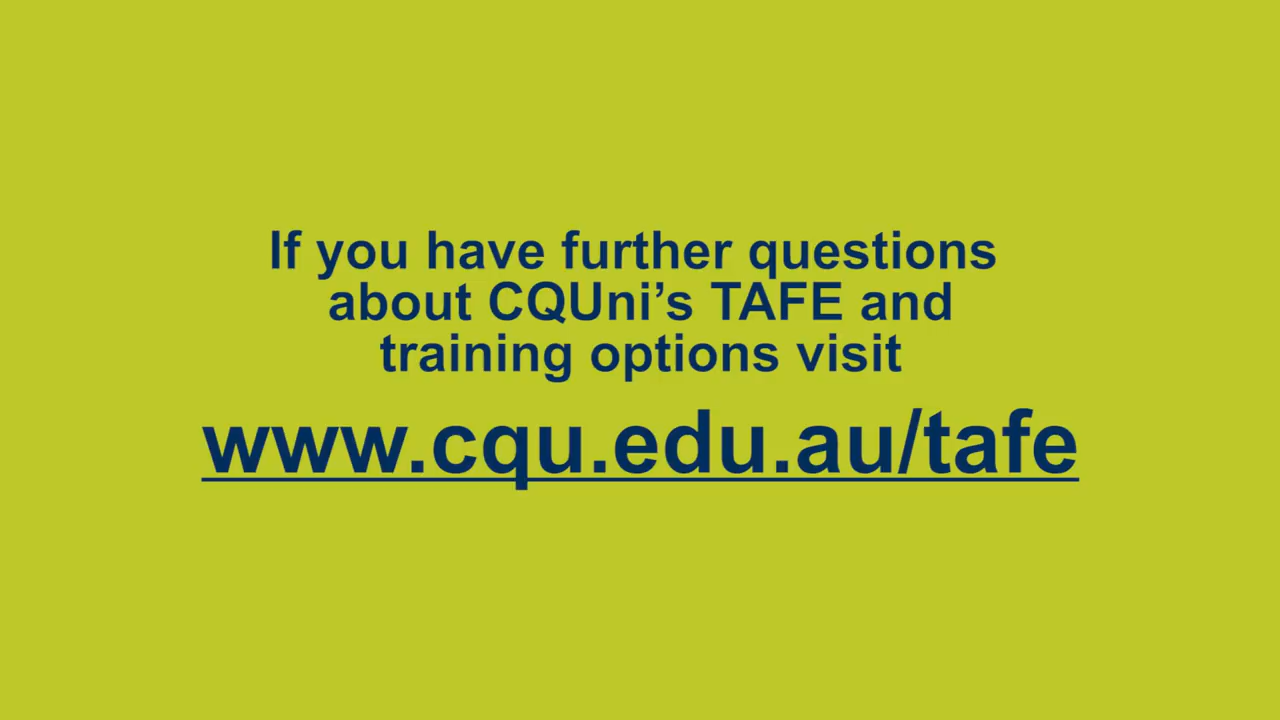 If you have further questions
about CQUni’s TAFE and
training options visit
www.cqu.edu.au/tafe